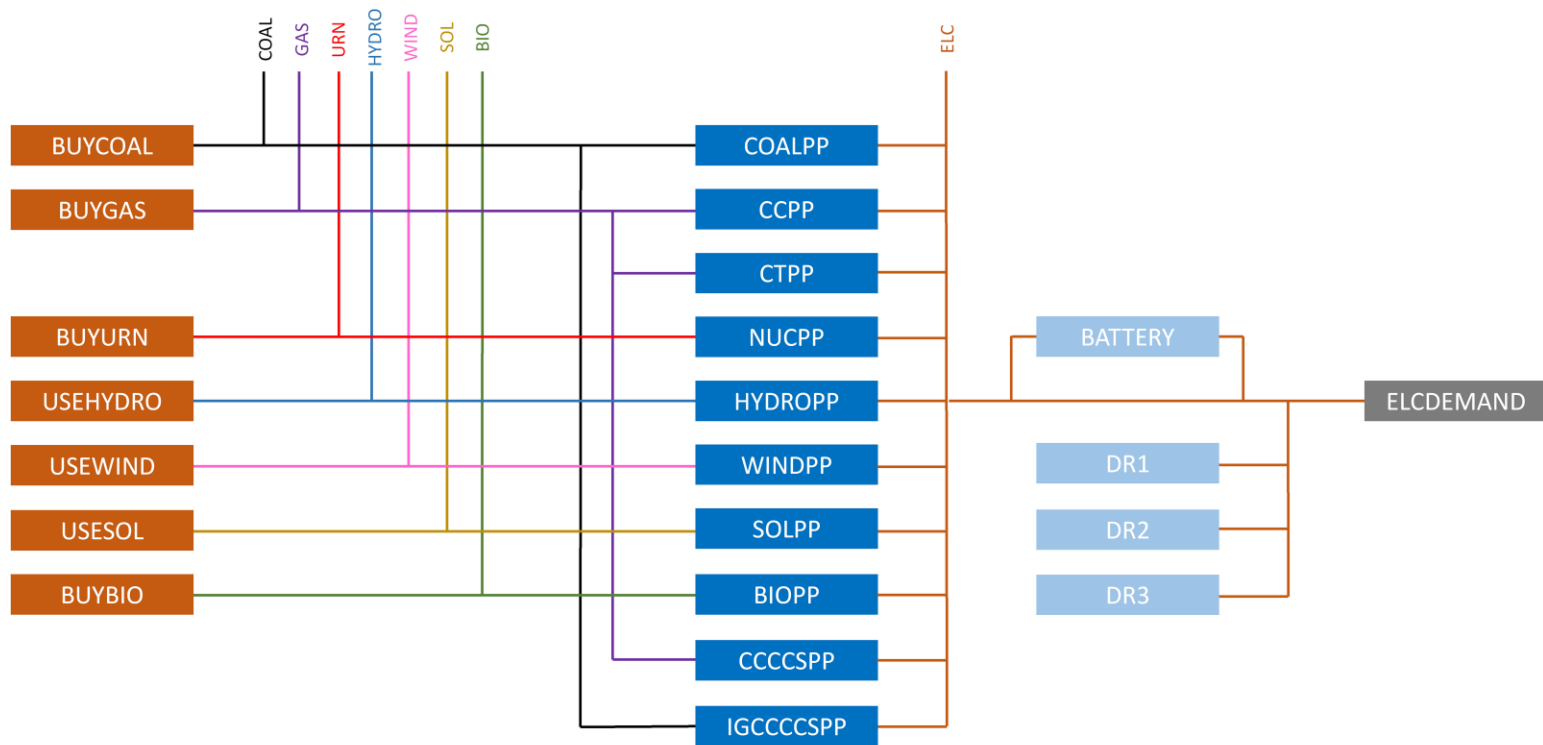 COAL
GAS
URN
HYDRO
WIND
SOL
BIO
ELC
BUYCOAL
COALPP
BUYGAS
CCPP
CTPP
BUYURN
NUCPP
BATTERY
USEHYDRO
HYDROPP
ELCDEMAND
USEWIND
WINDPP
DR1
USESOL
SOLPP
DR2
BUYBIO
BIOPP
DR3
CCCCSPP
IGCCCCSPP